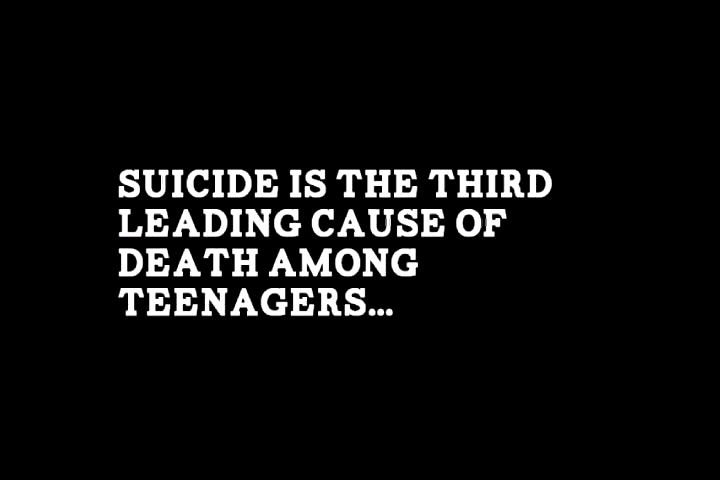 SUICIDE IS THE THIRD
LEADING CAUSE OF
DEATH AMONG
TEENAGERS...